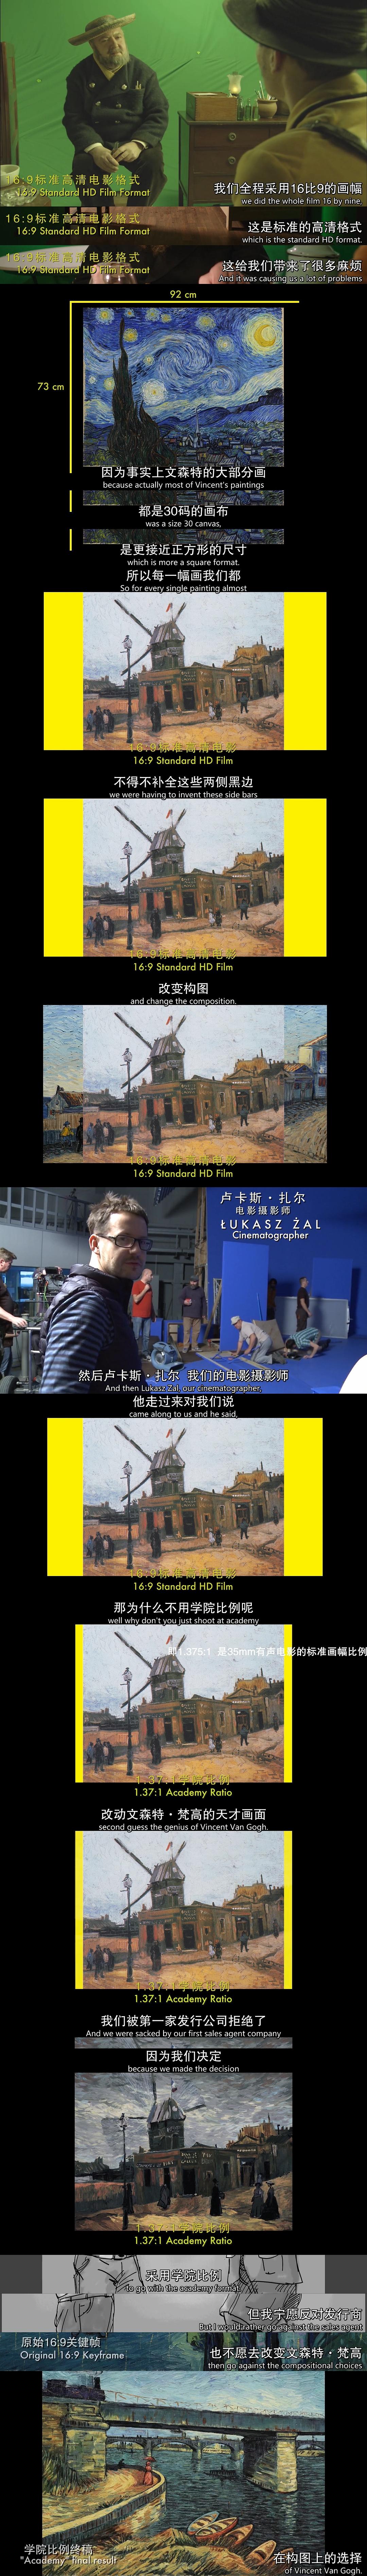 16:9标准高清电影格式
16:9 Standard HD Film Format
我们全程采用16比9的画幅
we did the whole film 16 by nine
16:9标准高清电影格式
16:9 Standard HD Film Format
这是标准的高清格式
which is the standard HD format.
16:9标准高清电影格式
16:9 Standard HD Film Format
这给我们带来了很多麻烦
And it was causing us a lot of problems
92 cm
73 cm
因为事实上文森特的大部分画
because actually most of Vincent's paintings
都是30码的画布
was a size 30 canvas,
是更接近正方形的尺寸
which is more a square format.
所以每一幅画我们都
So for every single painting almost
16:9标准高清电影
16:9 Standard HD Film
不得不补全这些两侧黑边
we were having to invent these side bars
16:9标准高清电影
16:9 Standard HD Film
改变构图
and change the composition.
16:9标准高清电影
16:9 Standard HD Film
卢卡斯·扎尔
电影摄影师
ŁUKASZ ŻAL
Cinematographer
然后卢卡斯·扎尔 我们的电影摄影师
And then Lukasz Zal, our cinematographer,
他走过来对我们说
came along to us and he said,
16:9标准高清电影
16:9 Standard HD Film
那为什么不用学院比例呢
well why don't you just shoot at academy
即1.375:1 是35mm有声电影的标准画幅比例
1.37:1学院比例
1.37:1 Academy Ratio
改动文森特·梵高的天才画面
second guess the genius of Vincent Van Gogh.
1.37:1学院比例
1.37:1 Academy Ratio
我们被第一家发行公司拒绝了
And we were sacked by our first sales agent company
因为我们决定
because we made the decision
1.37:1学院比例
1.37:1 Academy Ratio
采用学院比例
to go with the academy format.
但我宁愿反对发行商
But I would rather go against the sales agent
原始16:9关键帧
Original 16:9 Keyframe
也不愿去改变文森特·梵高
then go against the compositional choices
学院比例终稿
"Academy" final result
在构图上的选择
of Vincent Van Gogh.